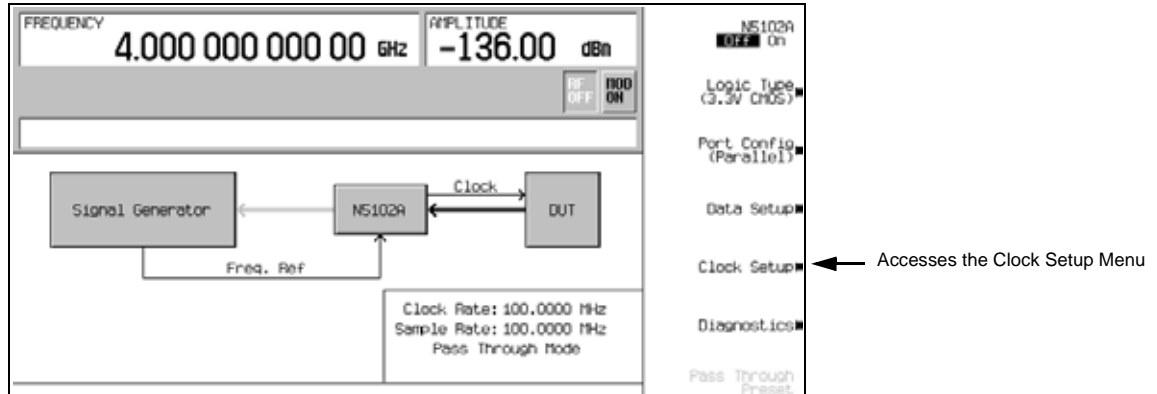 FREQUENCY
4.000 000 000 00 GHz
AMPLITUDE
-136.00 dBm
RF
OFF
MOD
ON
Signal Generator
N5102A
Clock
DUT
Freq. Ref
Clock Rate: 100.0000 MHz
Sample Rate: 100.0000 MHz
Pass Through Mode
N5102A
Off On
Logic Type
(3.3V CMOS)
Port Config
(Parallel)
Data Setup
Clock Setup
Accesses the Clock Setup Menu
Diagnostics
Pass Through
Preset